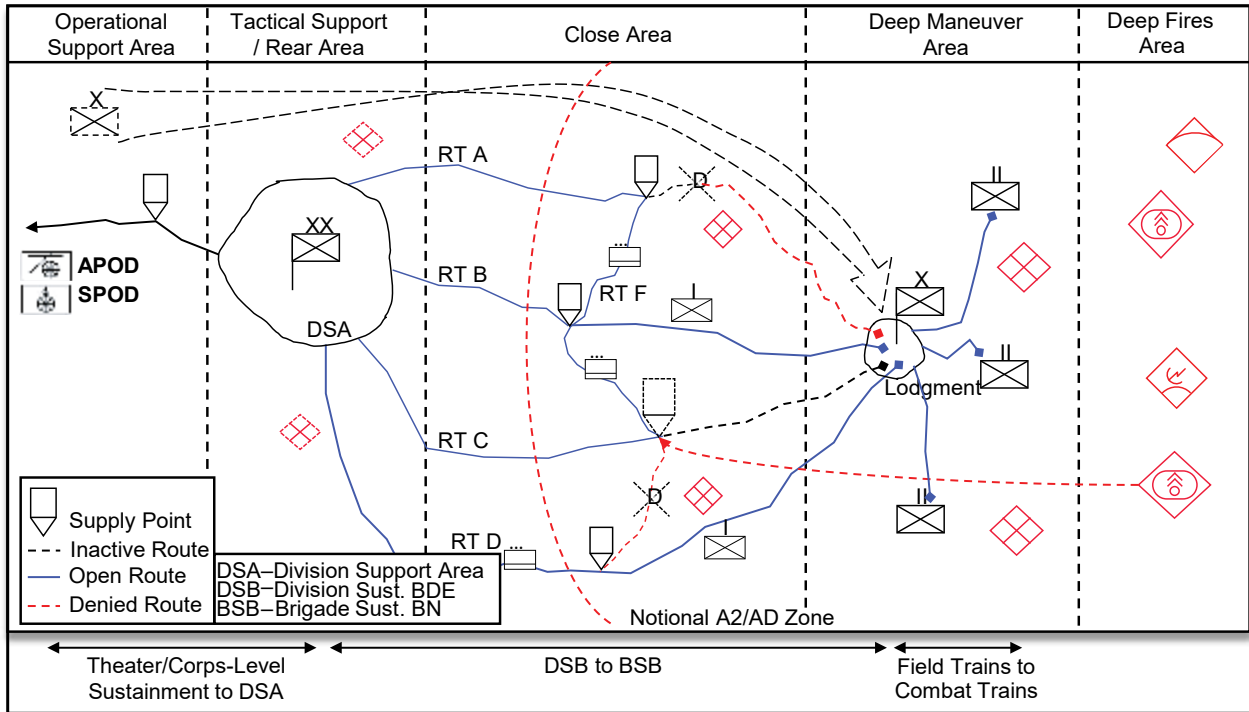 Operational
Support Area
Tactical Support
/ Rear Area
Close Area
Deep Maneuver
Area
Deep Fires
Area
X
RT A
D
II
XX
APOD
SPOD
RT B
RT F
...
I
X
DSA
...
II
Lodgment
RT C
D
II
I
RT D
...
Supply Point
Inactive Route
Open Route
Denied Route
DSA–Division Support Area
DSB–Division Sust. BDE
BSB–Brigade Sust. BN
Notional A2/AD Zone
Theater/Corps-Level
Sustainment to DSA
DSB to BSB
Field Trains to
Combat Trains